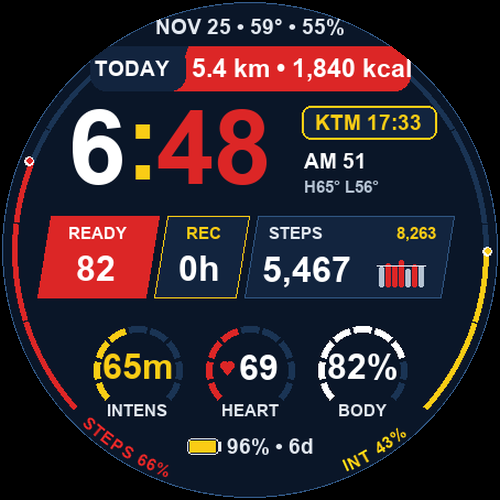 NOV 25 • 59° • 55%
TODAY 5.4 km • 1,840 kcal
6:48
KTM 17:33
AM 51
H65° L56°
READY REC STEPS 8,263
82 0h 5,467
65m 69 82%
INTENS HEART BODY
96% • 6d
STEPS 66% INT 43%